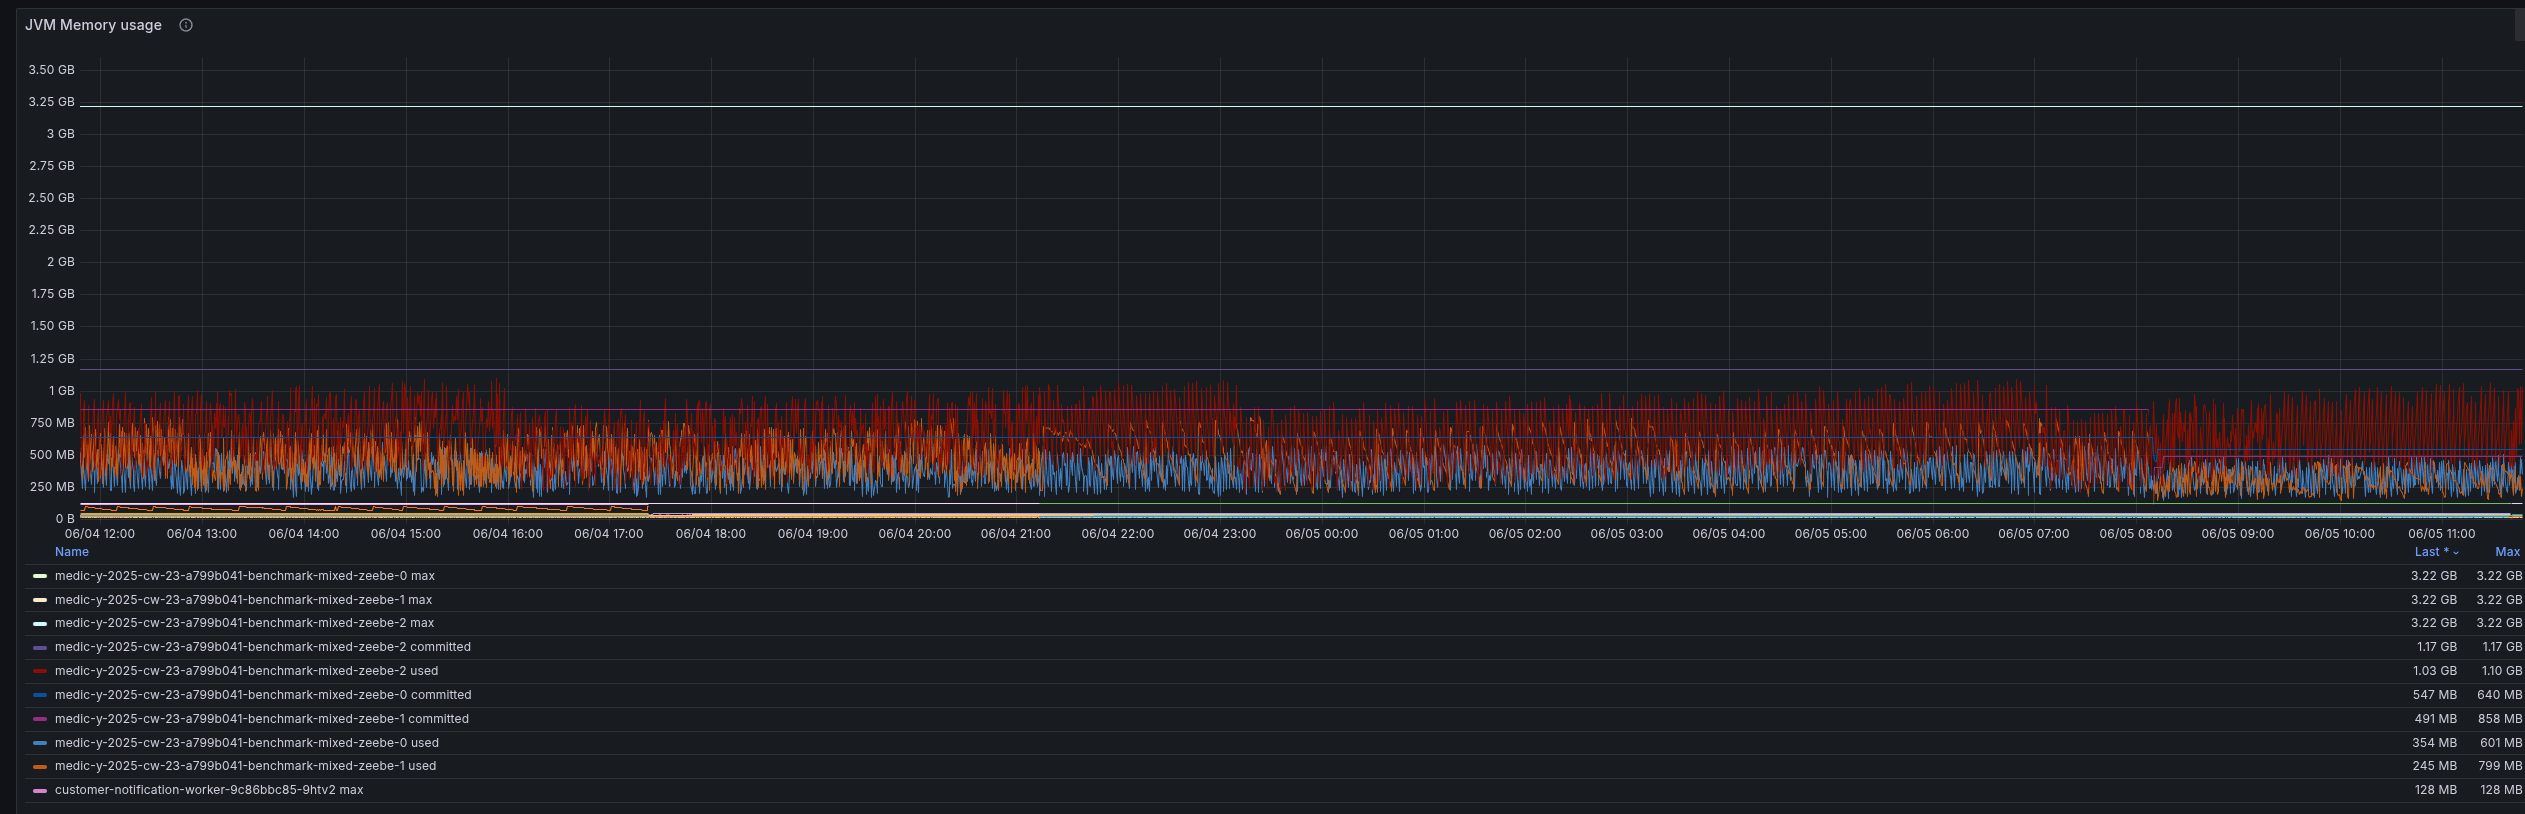 JVM Memory usage
3.50 GB
3.25 GB
3 GB
2.75 GB
2.50 GB
2.25 GB
2 GB
1.75 GB
1.50 GB
1.25 GB
1 GB
750 MB
500 MB
250 MB
0 B
06/04 12:00 06/04 13:00 06/04 14:00 06/04 15:00 06/04 16:00 06/04 17:00 06/04 18:00 06/04 19:00 06/04 20:00 06/04 21:00 06/04 22:00 06/04 23:00 06/05 00:00 06/05 01:00 06/05 02:00 06/05 03:00 06/05 04:00 06/05 05:00 06/05 06:00 06/05 07:00 06/05 08:00 06/05 09:00 06/05 10:00 06/05 11:00
Name Last * Max
medic-y-2025-cw-23-a799b041-benchmark-mixed-zeebe-0 max 3.22 GB 3.22 GB
medic-y-2025-cw-23-a799b041-benchmark-mixed-zeebe-1 max 3.22 GB 3.22 GB
medic-y-2025-cw-23-a799b041-benchmark-mixed-zeebe-2 max 3.22 GB 3.22 GB
medic-y-2025-cw-23-a799b041-benchmark-mixed-zeebe-2 committed 1.17 GB 1.17 GB
medic-y-2025-cw-23-a799b041-benchmark-mixed-zeebe-2 used 1.03 GB 1.10 GB
medic-y-2025-cw-23-a799b041-benchmark-mixed-zeebe-0 committed 547 MB 640 MB
medic-y-2025-cw-23-a799b041-benchmark-mixed-zeebe-1 committed 491 MB 858 MB
medic-y-2025-cw-23-a799b041-benchmark-mixed-zeebe-0 used 354 MB 601 MB
medic-y-2025-cw-23-a799b041-benchmark-mixed-zeebe-1 used 245 MB 799 MB
customer-notification-worker-9c86bbc85-9htv2 max 128 MB 128 MB